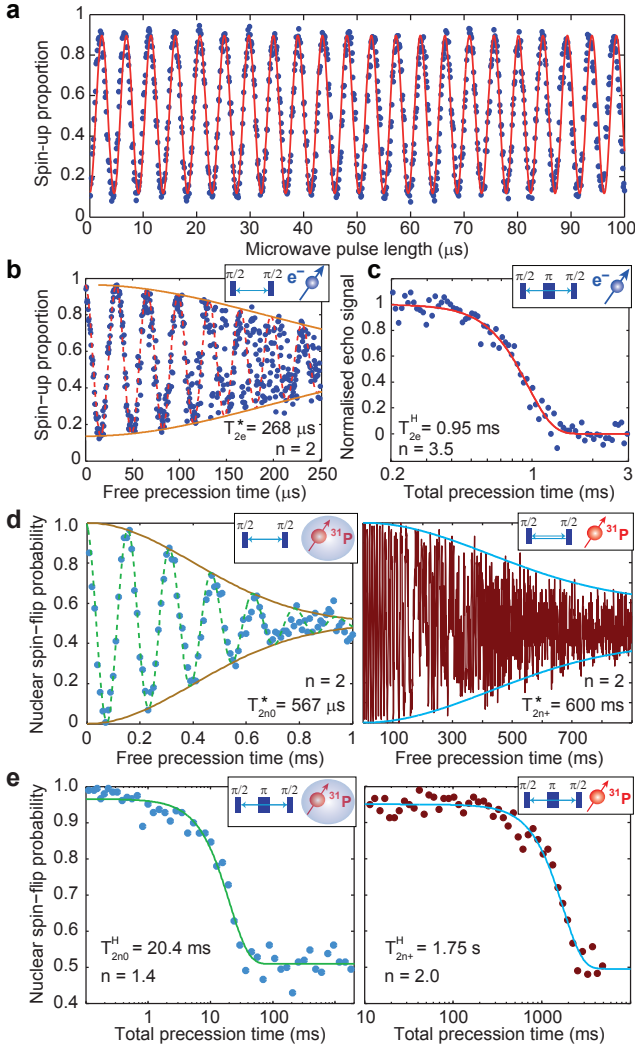 a
Spin-up proportion
1
0.8
0.6
0.4
0.2
0
0 10 20 30 40 50 60 70 80 90 100
Microwave pulse length (μs)
b
Spin-up proportion
1
0.8
0.6
0.4
0.2
0
π/2 π/2
e⁻
T*2e = 268 μs
n = 2
0 50 100 150 200 250
Free precession time (μs)
c
Normalised echo signal
1
0.8
0.6
0.4
0.2
0
π/2 π π/2
e⁻
T^H 2e = 0.95 ms
n = 3.5
0.2 1 3
Total precession time (ms)
d
Nuclear spin-flip probability
1.0
0.8
0.6
0.4
0.2
0
π/2 π/2
³¹P
n = 2
T*2n0 = 567 μs
0 0.2 0.4 0.6 0.8 1
Free precession time (ms)
π/2 π/2
³¹P
n = 2
T*2n+ = 600 ms
100 300 500 700
Free precession time (ms)
e
Nuclear spin-flip probability
1.0
0.9
0.8
0.7
0.6
0.5
0.4
π/2 π π/2
³¹P
T^H 2n0 = 20.4 ms
n = 1.4
1 10 100
Total precession time (ms)
π/2 π π/2
³¹P
T^H 2n+ = 1.75 s
n = 2.0
10 100 1000
Total precession time (ms)